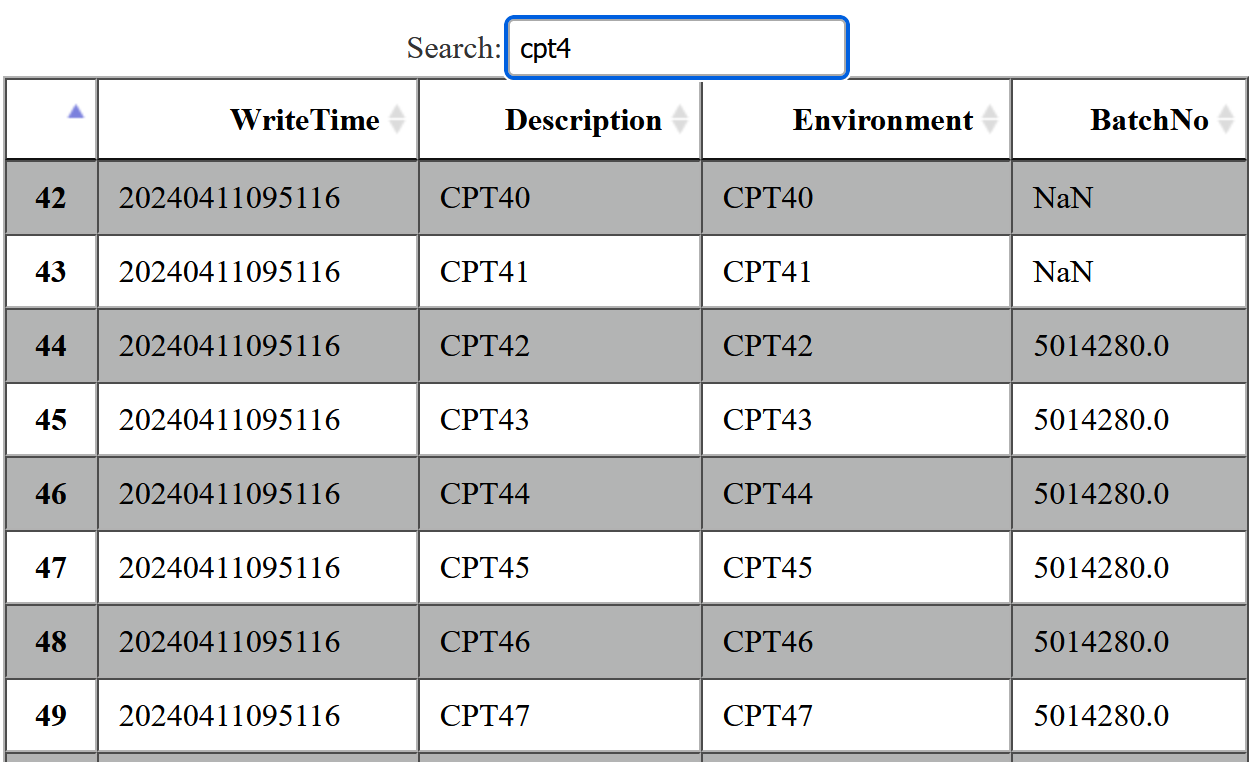 Search: cpt4
WriteTime Description Environment BatchNo
42 20240411095116 CPT40 CPT40 NaN
43 20240411095116 CPT41 CPT41 NaN
44 20240411095116 CPT42 CPT42 5014280.0
45 20240411095116 CPT43 CPT43 5014280.0
46 20240411095116 CPT44 CPT44 5014280.0
47 20240411095116 CPT45 CPT45 5014280.0
48 20240411095116 CPT46 CPT46 5014280.0
49 20240411095116 CPT47 CPT47 5014280.0